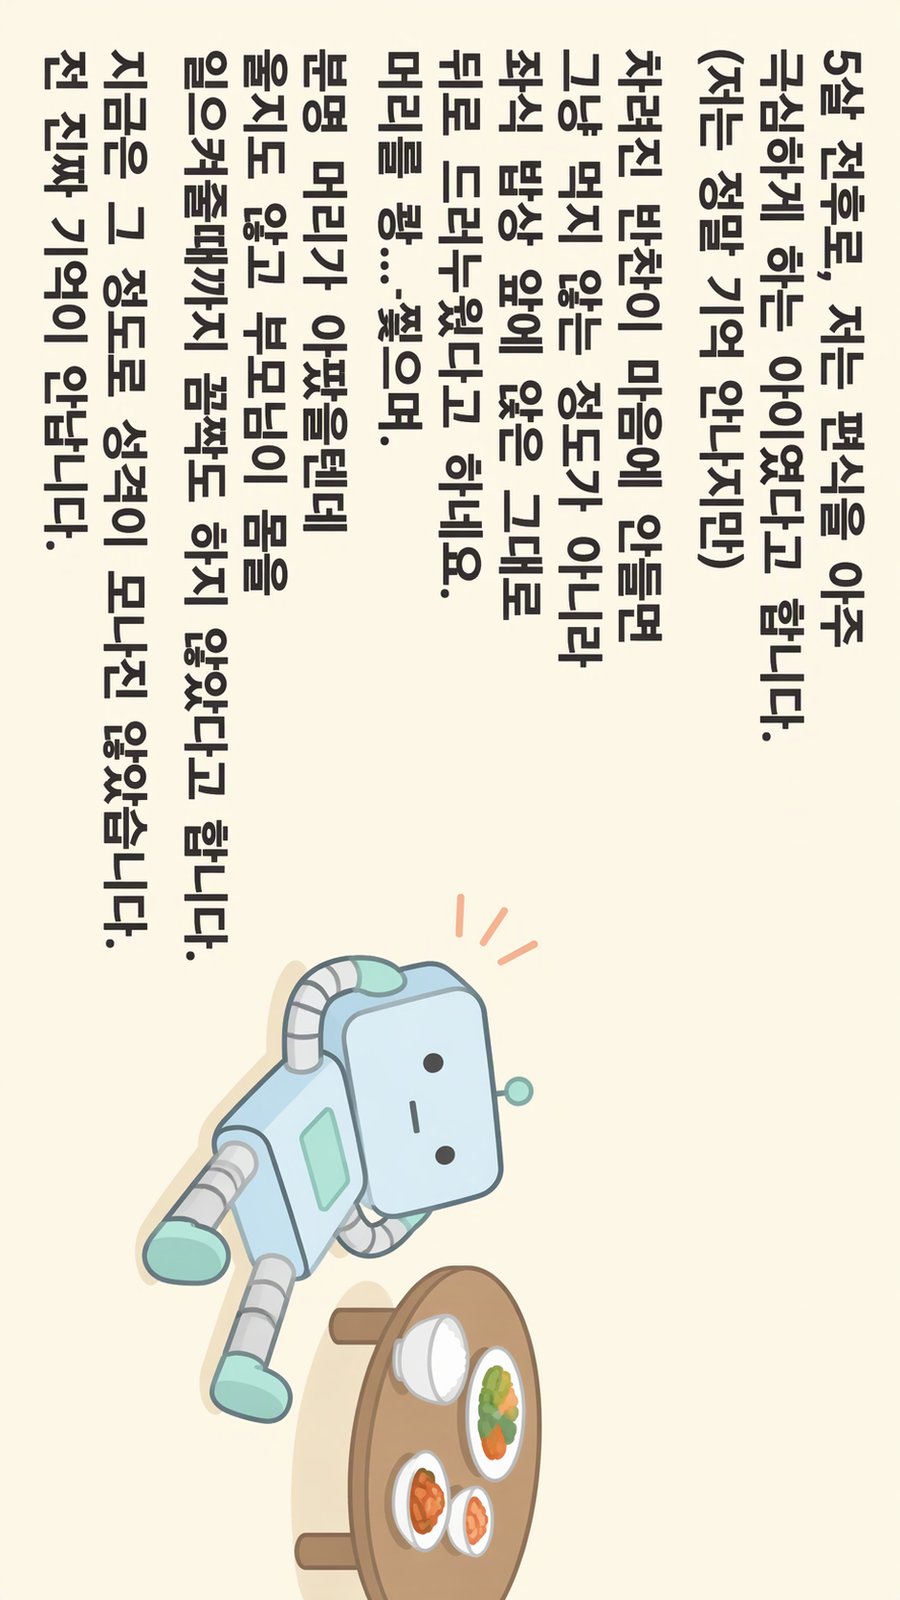 5살 전후로, 저는 편식을 아주
극심하게 하는 아이였다고 합니다.
(저는 정말 기억 안나지만)
차려진 반찬이 마음에 안들면
그냥 먹지 않는 정도가 아니라
좌식 밥상 앞에 앉은 그대로
뒤로 드러누웠다고 하네요.
머리를 쾅... 찧으며.
분명 머리가 아팠을텐데
울지도 않고 부모님이 몸을
일으켜줄때까지 꼼짝도 하지 않았다고 합니다.
지금은 그 정도로 성격이 모나진 않았습니다.
전 진짜 기억이 안납니다.